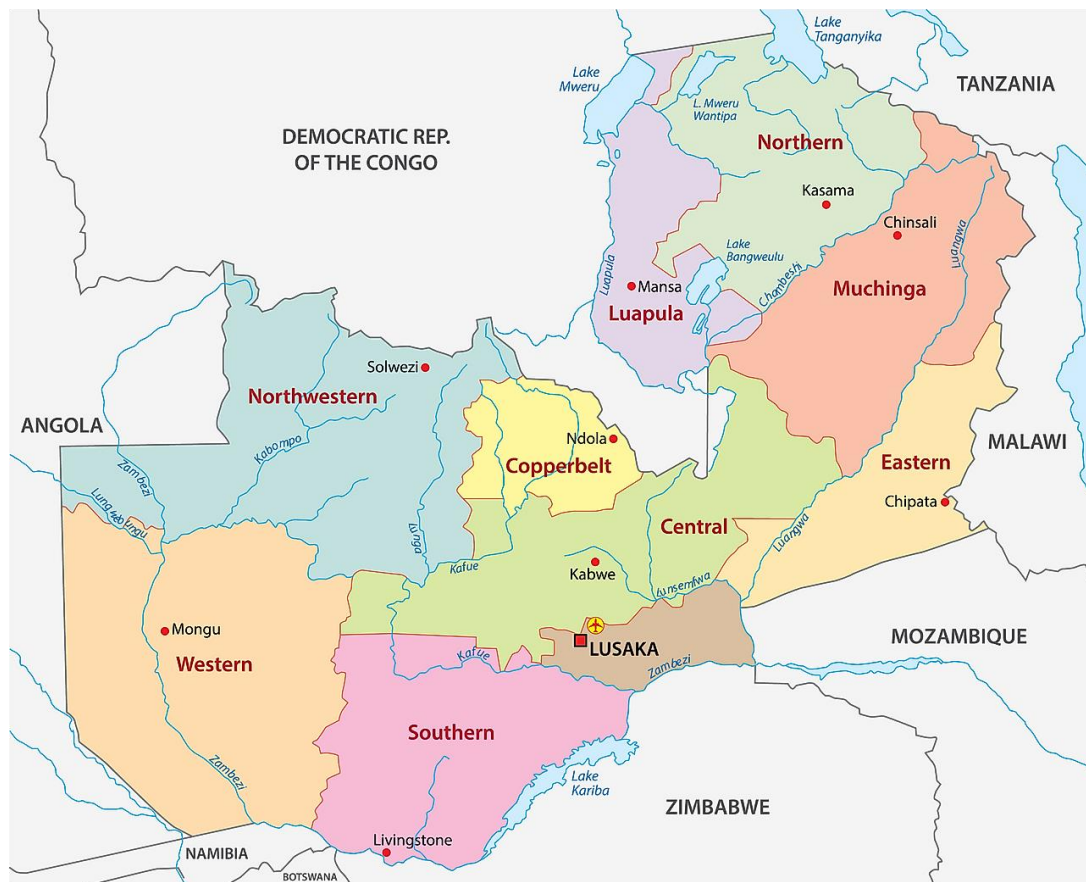 Lake
Tanganyika
TANZANIA
Lake
Mweru
L. Mweru
Wantipa
DEMOCRATIC REP.
OF THE CONGO
Northern
Kasama
Chinsali
Luangwa
Lake
Bangweulu
Luapula
Mansa
Chambeshi
Muchinga
Luapula
Solwezi
Northwestern
ANGOLA
Kabompo
Ndola
Copperbelt
MALAWI
Eastern
Chipata
Zambezi
Lungwebungu
Central
Luangwa
Lunga
Kafue
Kabwe
Lunsemfwa
Mongu
Western
LUSAKA
MOZAMBIQUE
Kafue
Zambezi
Southern
Zambezi
Lake
Kariba
ZIMBABWE
Livingstone
NAMIBIA
BOTSWANA